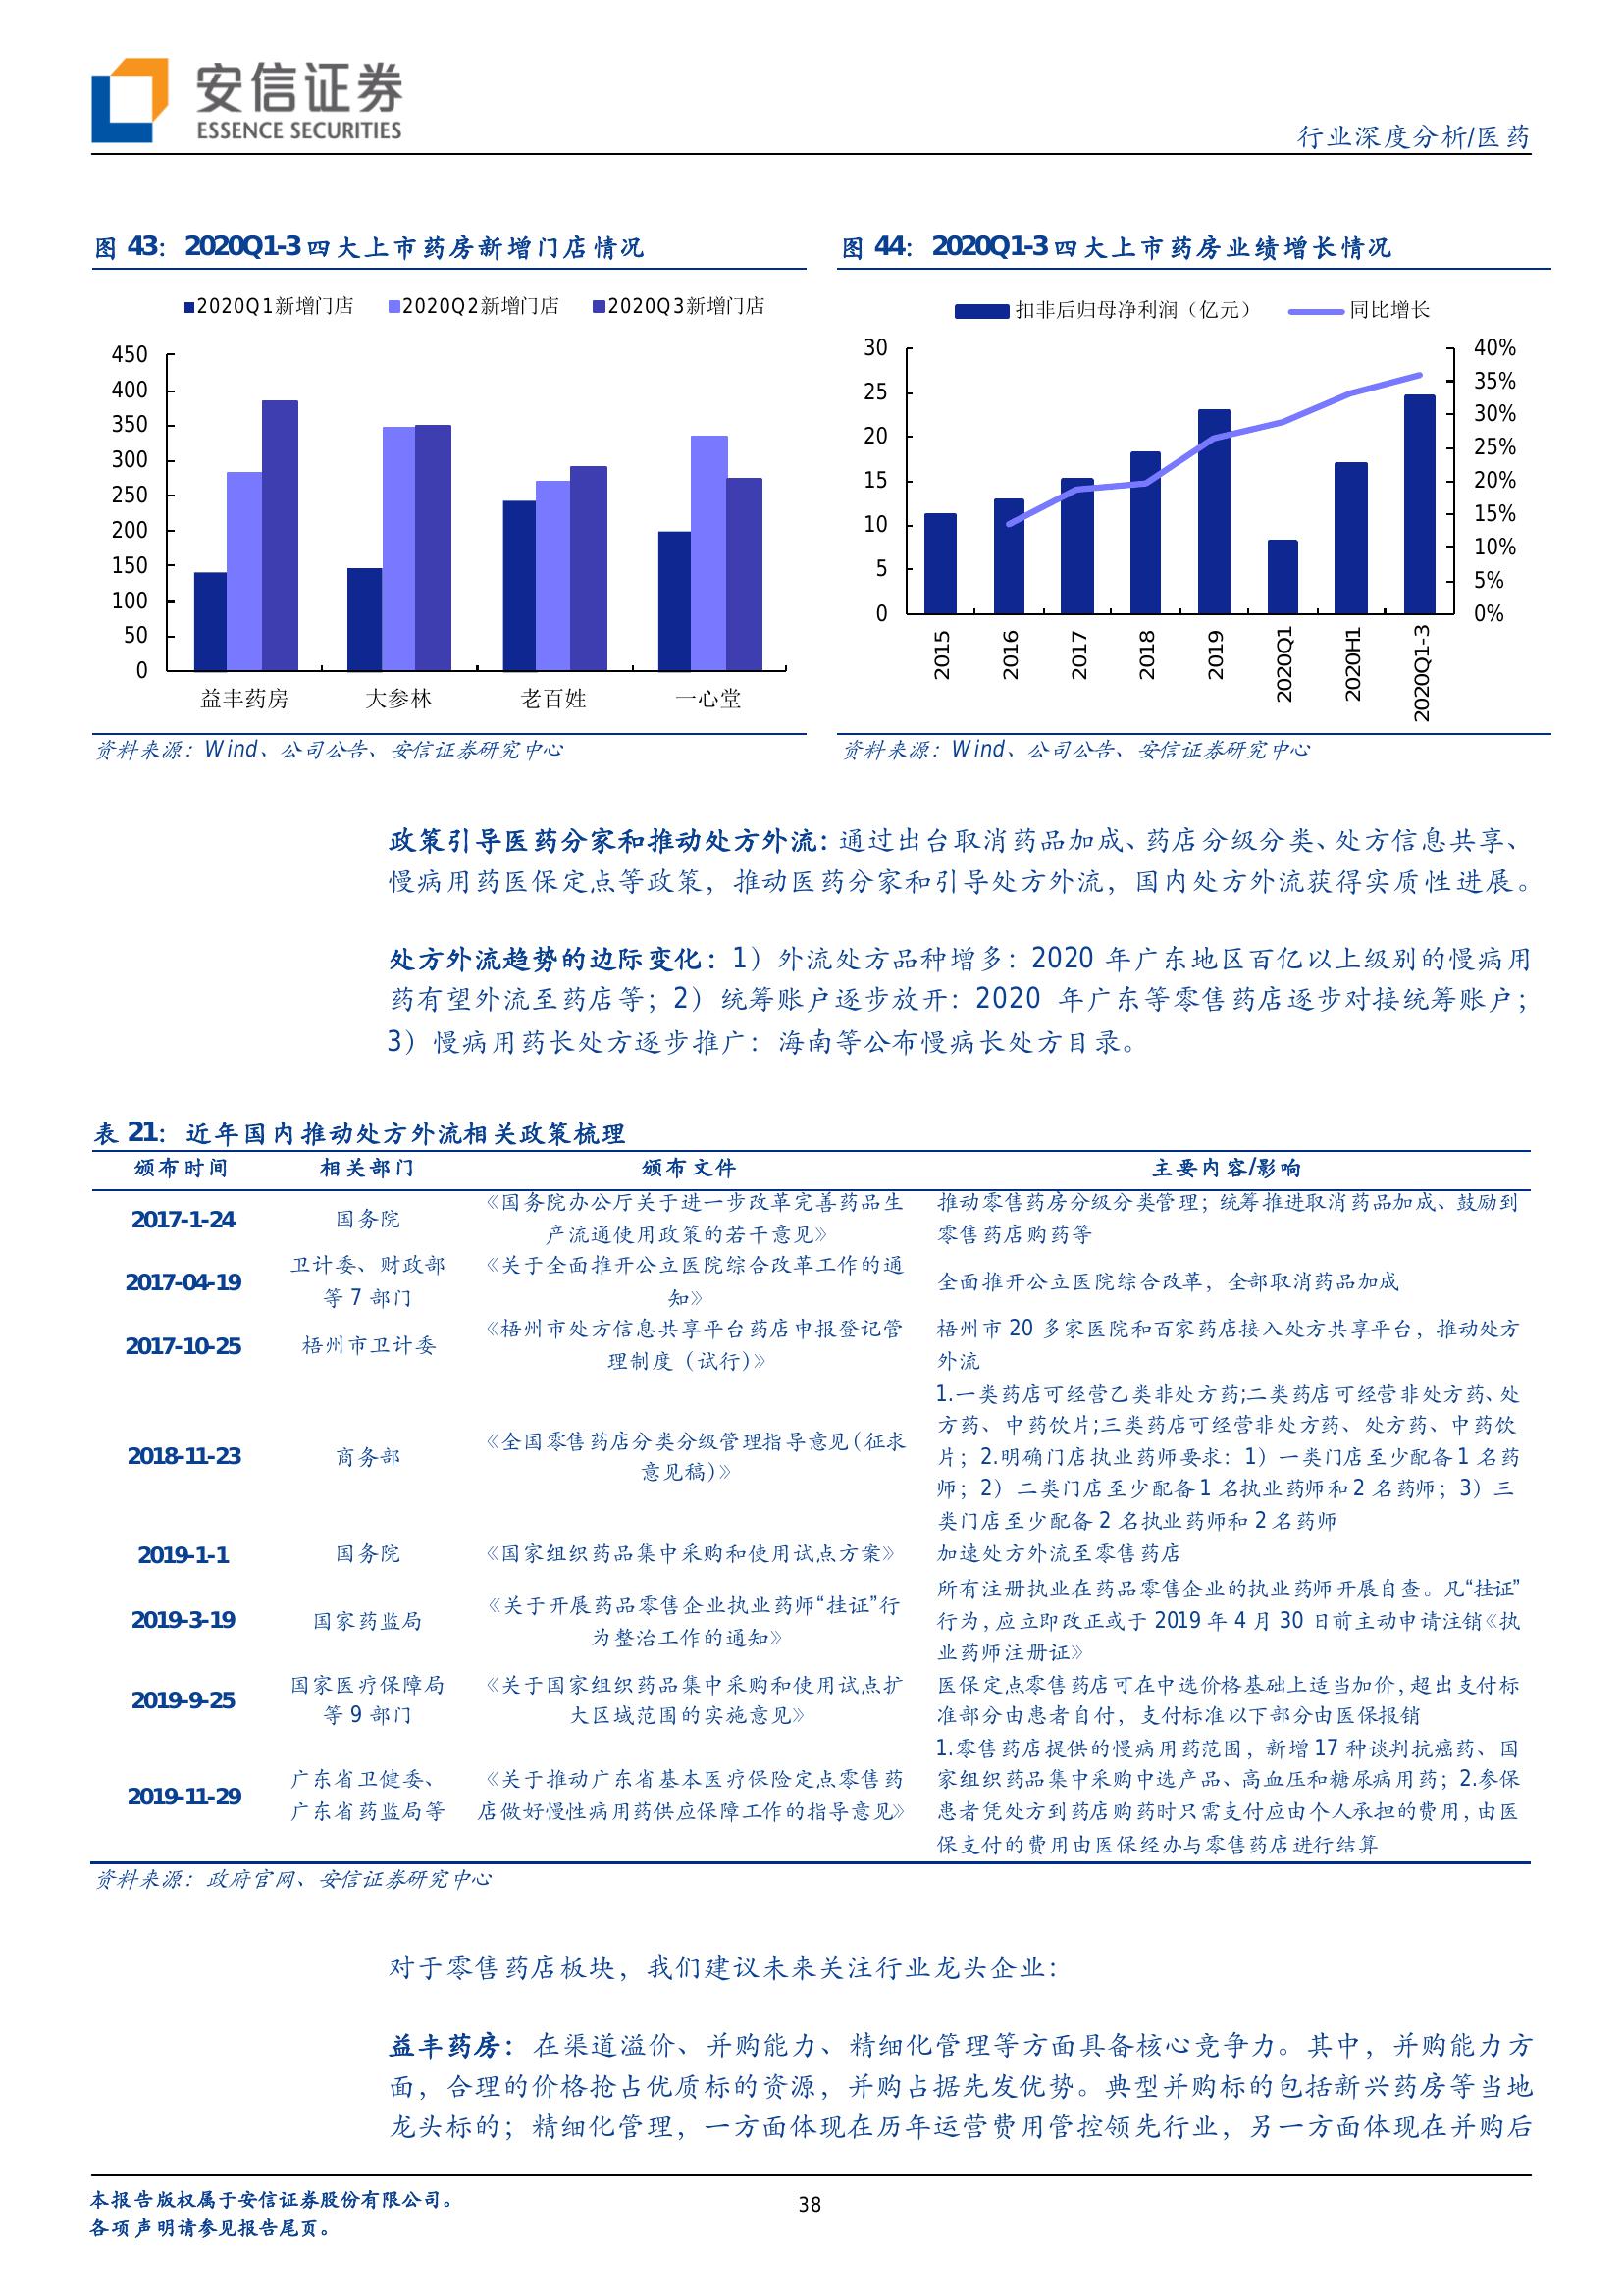 安信证券
ESSENCE SECURITIES
行业深度分析/医药
图 43：2020Q1-3 四大上市药房新增门店情况
2020Q1新增门店 2020Q2新增门店 2020Q3新增门店
450
400
350
300
250
200
150
100
50
0
益丰药房 大参林 老百姓 一心堂
资料来源：Wind、公司公告、安信证券研究中心
图 44：2020Q1-3 四大上市药房业绩增长情况
扣非后归母净利润（亿元） 同比增长
30
25
20
15
10
5
0
40%
35%
30%
25%
20%
15%
10%
5%
0%
2015 2016 2017 2018 2019 2020Q1 2020H1 2020Q1-3
资料来源：Wind、公司公告、安信证券研究中心
政策引导医药分家和推动处方外流：通过出台取消药品加成、药店分级分类、处方信息共享、
慢病用药医保定点等政策，推动医药分家和引导处方外流，国内处方外流获得实质性进展。
处方外流趋势的边际变化：1）外流处方品种增多：2020 年广东地区百亿以上级别的慢病用
药有望外流至药店等；2）统筹账户逐步放开：2020 年广东等零售药店逐步对接统筹账户；
3）慢病用药长处方逐步推广：海南等公布慢病长处方目录。
表 21：近年国内推动处方外流相关政策梳理
颁布时间 相关部门 颁布文件 主要内容/影响
2017-1-24
国务院
《国务院办公厅关于进一步改革完善药品生
产流通使用政策的若干意见》
推动零售药房分级分类管理；统筹推进取消药品加成、鼓励到
零售药店购药等
2017-04-19
卫计委、财政部
等 7 部门
《关于全面推开公立医院综合改革工作的通
知》
全面推开公立医院综合改革，全部取消药品加成
2017-10-25
梧州市卫计委
《梧州市处方信息共享平台药店申报登记管
理制度（试行）》
梧州市 20 多家医院和百家药店接入处方共享平台，推动处方
外流
2018-11-23
商务部
《全国零售药店分类分级管理指导意见(征求
意见稿)》
1.一类药店可经营乙类非处方药;二类药店可经营非处方药、处
方药、中药饮片;三类药店可经营非处方药、处方药、中药饮
片；2.明确门店执业药师要求：1）一类门店至少配备 1 名药
师；2）二类门店至少配备 1 名执业药师和 2 名药师；3）三
类门店至少配备 2 名执业药师和 2 名药师
2019-1-1
国务院
《国家组织药品集中采购和使用试点方案》
加速处方外流至零售药店
2019-3-19
国家药监局
《关于开展药品零售企业执业药师“挂证”行
为整治工作的通知》
所有注册执业在药品零售企业的执业药师开展自查。凡“挂证”
行为，应立即改正或于 2019 年 4 月 30 日前主动申请注销《执
业药师注册证》
2019-9-25
国家医疗保障局
等 9 部门
《关于国家组织药品集中采购和使用试点扩
大区域范围的实施意见》
医保定点零售药店可在中选价格基础上适当加价，超出支付标
准部分由患者自付，支付标准以下部分由医保报销
2019-11-29
广东省卫健委、
广东省药监局等
《关于推动广东省基本医疗保险定点零售药
店做好慢性病用药供应保障工作的指导意见》
1.零售药店提供的慢病用药范围，新增 17 种谈判抗癌药、国
家组织药品集中采购中选产品、高血压和糖尿病用药；2.参保
患者凭处方到药店购药时只需支付应由个人承担的费用，由医
保支付的费用由医保经办与零售药店进行结算
资料来源：政府官网、安信证券研究中心
对于零售药店板块，我们建议未来关注行业龙头企业：
益丰药房：在渠道溢价、并购能力、精细化管理等方面具备核心竞争力。其中，并购能力方
面，合理的价格抢占优质标的资源，并购占据先发优势。典型并购标的包括新兴药房等当地
龙头标的；精细化管理，一方面体现在历年运营费用管控领先行业，另一方面体现在并购后
本报告版权属于安信证券股份有限公司。
各项声明请参见报告尾页。
38